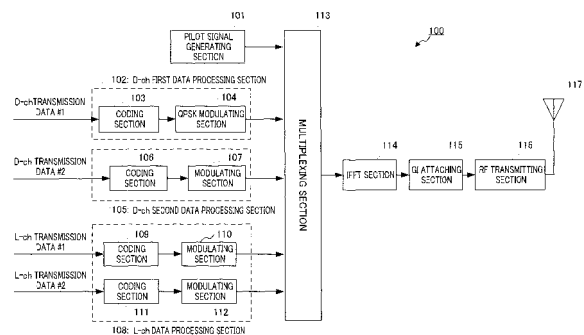 101
113
PILOT SIGNAL
GENERATING
SECTION
100
117
102: D-ch FIRST DATA PROCESSING SECTION
D-chTRANSMISSION
DATA #1
103
104
CODING
SECTION
QPSK MODULATING
SECTION
MULTIPLEXING SECTION
114
115
116
D-ch TRANSMISSION
DATA #2
106
107
CODING
SECTION
MODULATING
SECTION
IFFT SECTION
GI ATTACHING
SECTION
RF TRANSMITTING
SECTION
105: D-ch SECOND DATA PROCESSING SECTION
L-ch TRANSMISSION
DATA #1
109
110
CODING
SECTION
MODULATING
SECTION
L-ch TRANSMISSION
DATA #2
CODING
SECTION
MODULATING
SECTION
111
112
108: L-ch DATA PROCESSING SECTION